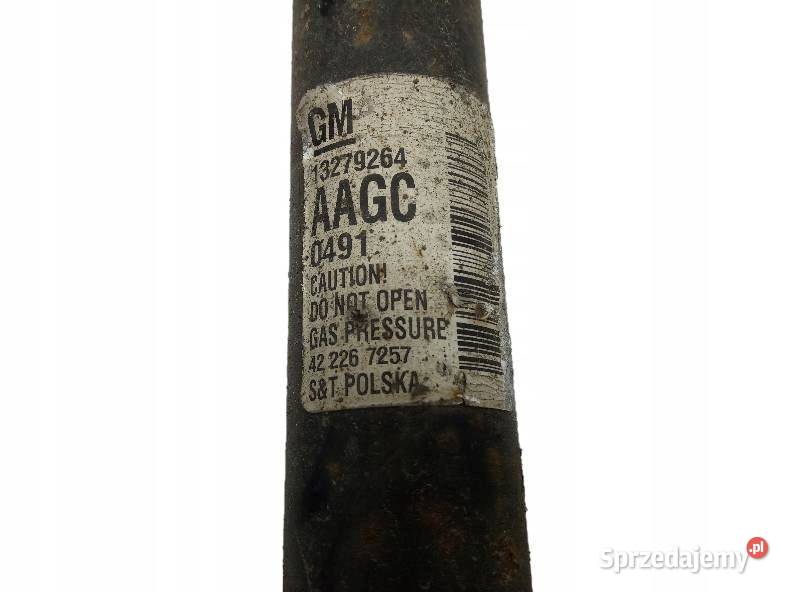 GM
13279264
AAGC
0491
CAUTION!
DO NOT OPEN
GAS PRESSURE
42 226 7257
S&T POLSKA
Sprzedajemy.pl